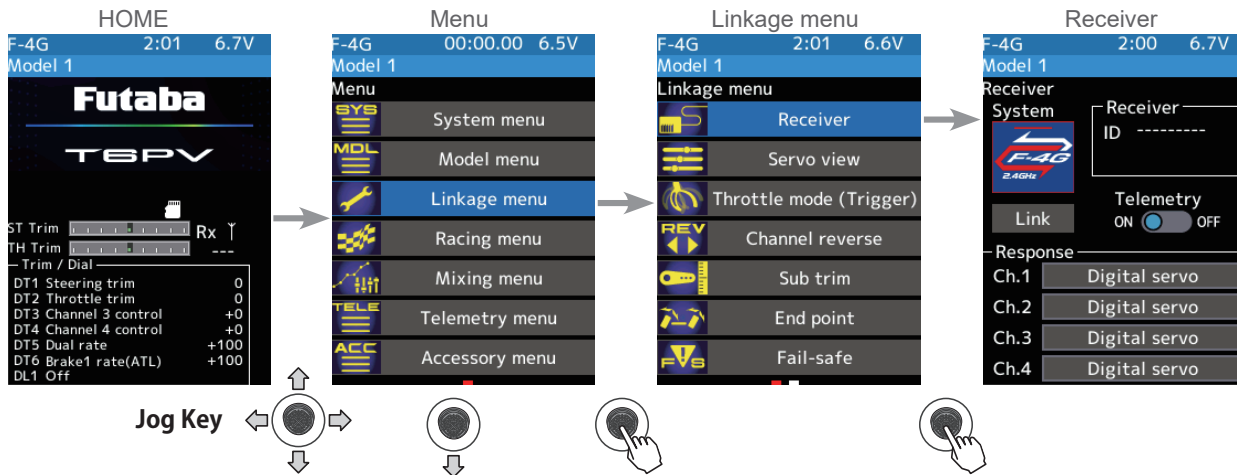 HOME
F-4G 2:01 6.7V
Model 1
Futaba
T6PV
ST Trim
Rx
TH Trim
---
Trim / Dial
DT1 Steering trim 0
DT2 Throttle trim 0
DT3 Channel 3 control +0
DT4 Channel 4 control +0
DT5 Dual rate +100
DT6 Brake1 rate(ATL) +100
DL1 Off
Menu
F-4G 00:00.00 6.5V
Model 1
Menu
SYS System menu
MDL Model menu
Linkage menu
Racing menu
Mixing menu
TELE Telemetry menu
ACC Accessory menu
Linkage menu
F-4G 2:01 6.6V
Model 1
Linkage menu
Receiver
Servo view
Throttle mode (Trigger)
REV Channel reverse
Sub trim
End point
F S Fail-safe
Receiver
F-4G 2:00 6.7V
Model 1
Receiver
System
F-4G
2.4GHz
Link
Receiver
ID ---------
Telemetry
ON OFF
Response
Ch.1 Digital servo
Ch.2 Digital servo
Ch.3 Digital servo
Ch.4 Digital servo
Jog Key